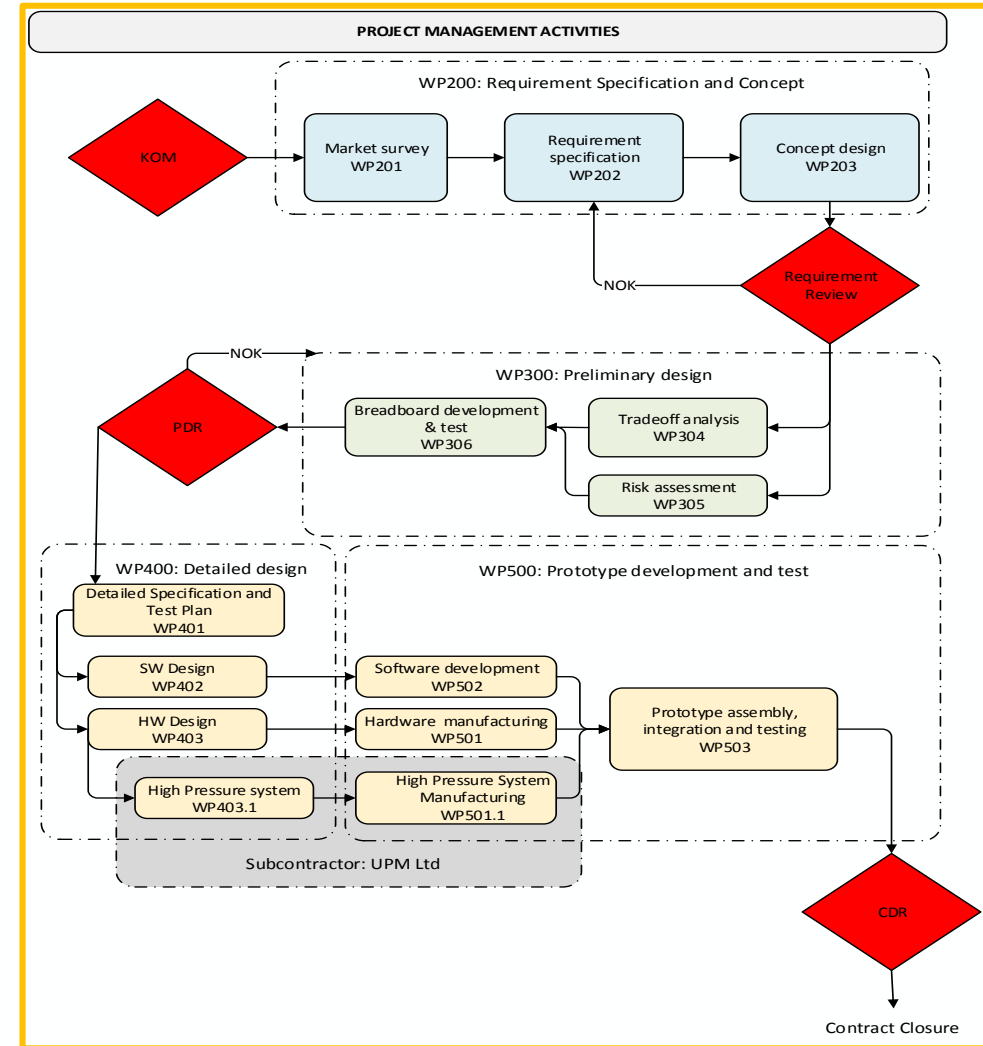 PROJECT MANAGEMENT ACTIVITIES
WP200: Requirement Specification and Concept
KOM
Market survey
WP201
Requirement
specification
WP202
Concept design
WP203
Requirement
Review
NOK
NOK
WP300: Preliminary design
PDR
Breadboard development
& test
WP306
Tradeoff analysis
WP304
Risk assessment
WP305
WP400: Detailed design
WP500: Prototype development and test
Detailed Specification and
Test Plan
WP401
SW Design
WP402
Software development
WP502
HW Design
WP403
Hardware manufacturing
WP501
Prototype assembly,
integration and testing
WP503
High Pressure system
WP403.1
High Pressure System
Manufacturing
WP501.1
Subcontractor: UPM Ltd
CDR
Contract Closure